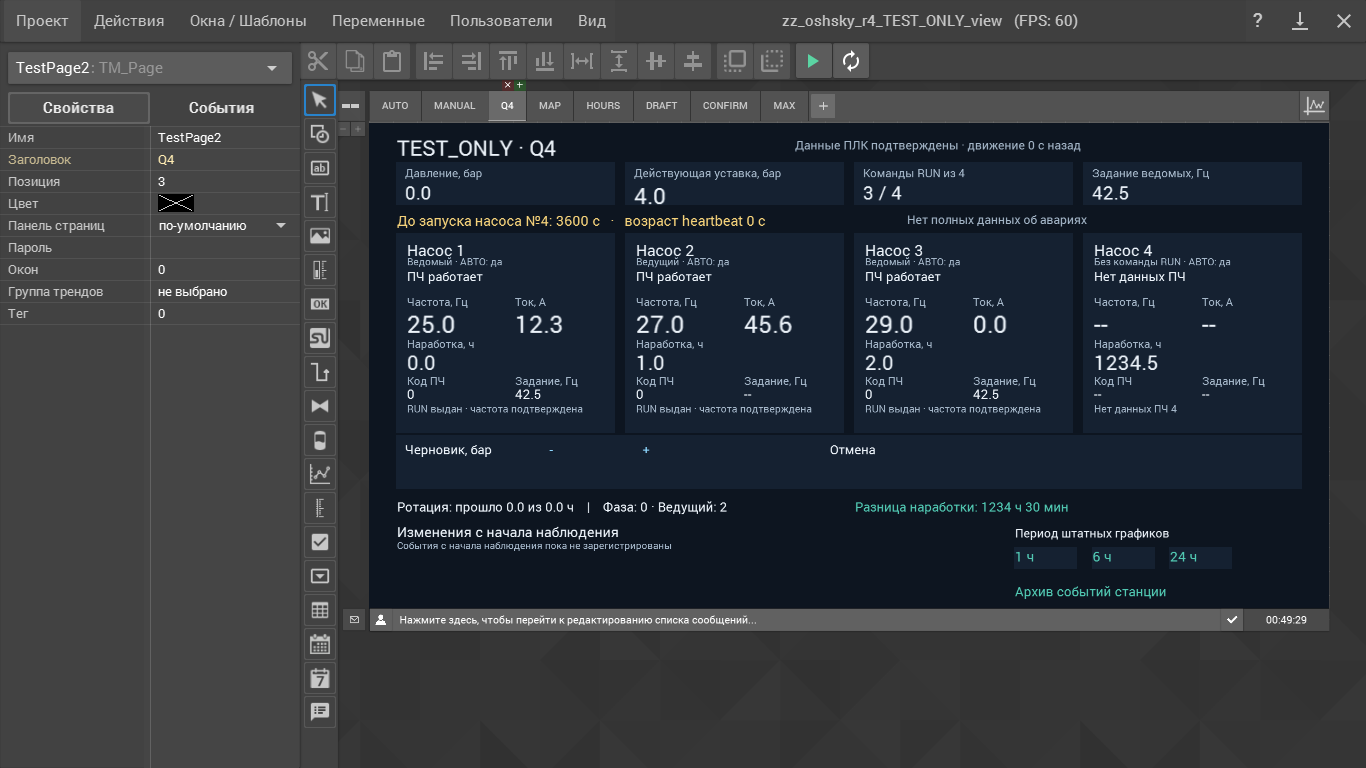 Проект Действия Окна / Шаблоны Переменные Пользователи Вид zz_oshsky_r4_TEST_ONLY_view (FPS: 60) ?
TestPage2 : TM_Page
Свойства События
Имя TestPage2
Заголовок Q4
Позиция 3
Цвет
Панель страниц по-умолчанию
Пароль
Окон 0
Группа трендов не выбрано
Тег 0
AUTO MANUAL Q4 MAP HOURS DRAFT CONFIRM MAX +
TEST_ONLY · Q4 Данные ПЛК подтверждены · движение 0 с назад
Давление, бар Действующая уставка, бар Команды RUN из 4 Задание ведомых, Гц
0.0 4.0 3 / 4 42.5
До запуска насоса №4: 3600 с · возраст heartbeat 0 с Нет полных данных об авариях
Насос 1 Насос 2 Насос 3 Насос 4
Ведомый · АВТО: да Ведущий · АВТО: да Ведомый · АВТО: да Без команды RUN · АВТО: да
ПЧ работает ПЧ работает ПЧ работает Нет данных ПЧ
Частота, Гц Ток, А Частота, Гц Ток, А Частота, Гц Ток, А Частота, Гц Ток, А
25.0 12.3 27.0 45.6 29.0 0.0 -- --
Наработка, ч Наработка, ч Наработка, ч Наработка, ч
0.0 1.0 2.0 1234.5
Код ПЧ Задание, Гц Код ПЧ Задание, Гц Код ПЧ Задание, Гц Код ПЧ Задание, Гц
0 42.5 0 -- 0 42.5 -- --
RUN выдан · частота подтверждена RUN выдан · частота подтверждена RUN выдан · частота подтверждена Нет данных ПЧ 4
Черновик, бар - + Отмена
Ротация: прошло 0.0 из 0.0 ч | Фаза: 0 · Ведущий: 2 Разница наработки: 1234 ч 30 мин
Изменения с начала наблюдения Период штатных графиков
События с начала наблюдения пока не зарегистрированы
1 ч 6 ч 24 ч
Архив событий станции
Нажмите здесь, чтобы перейти к редактированию списка сообщений... 00:49:29
ab
T
OK
7